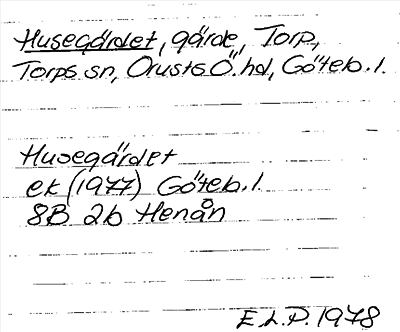 Husegärdet, gärde, Torp,
Torps sn, Orusts Ö. hd, Göteb. l.
Husegärdet
ek (1977) Göteb. l.
8B 2b Henån
E.L.P. 1978